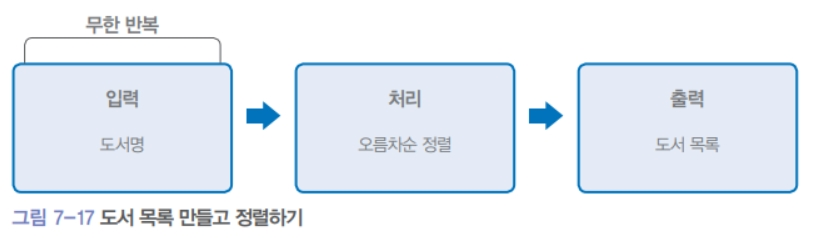 무한 반복
입력
도서명
처리
오름차순 정렬
출력
도서 목록
그림 7-17 도서 목록 만들고 정렬하기